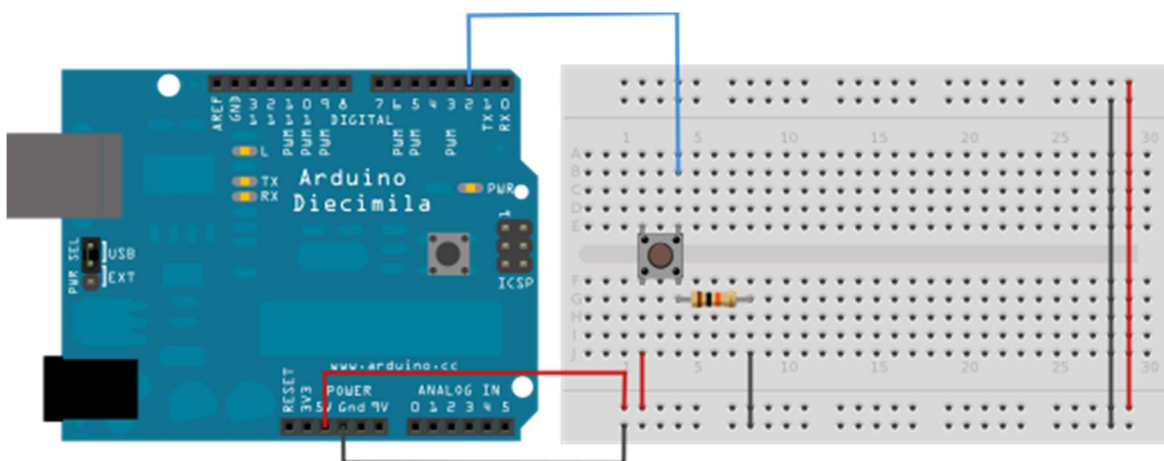 AREF
GND
13
12
PWM 11
PWM 10
PWM 9
8
DIGITAL
7
PWM 6
PWM 5
4
PWM 3
2
TX 1
RX 0
L
TX
RX
Arduino
Diecimila
PWR
1
ICSP
PWR SEL
USB
EXT
www.arduino.cc
POWER
RESET
3V3
5V Gnd 9V
ANALOG IN
0 1 2 3 4 5
1 5 10 15 20 25 30
A
B
C
D
E
F
G
H
I
J
1 5 10 15 20 25 30